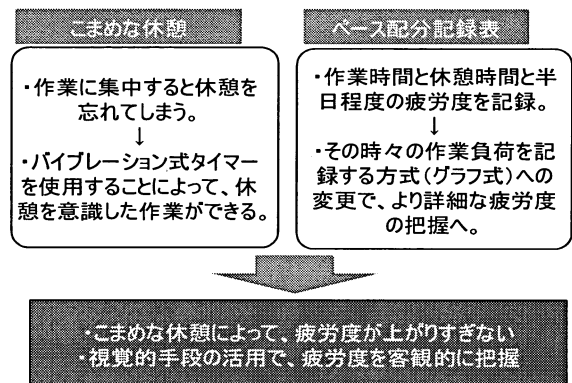 こまめな休憩
・作業に集中すると休憩を
忘れてしまう。
↓
・バイブレーション式タイマー
を使用することによって、休
憩を意識した作業ができる。
ペース配分記録表
・作業時間と休憩時間と半
日程度の疲労度を記録。
↓
・その時々の作業負荷を記
録する方式(グラフ式)への
変更で、より詳細な疲労度
の把握へ。
・こまめな休憩によって、疲労度が上がりすぎない
・視覚的手段の活用で、疲労度を客観的に把握